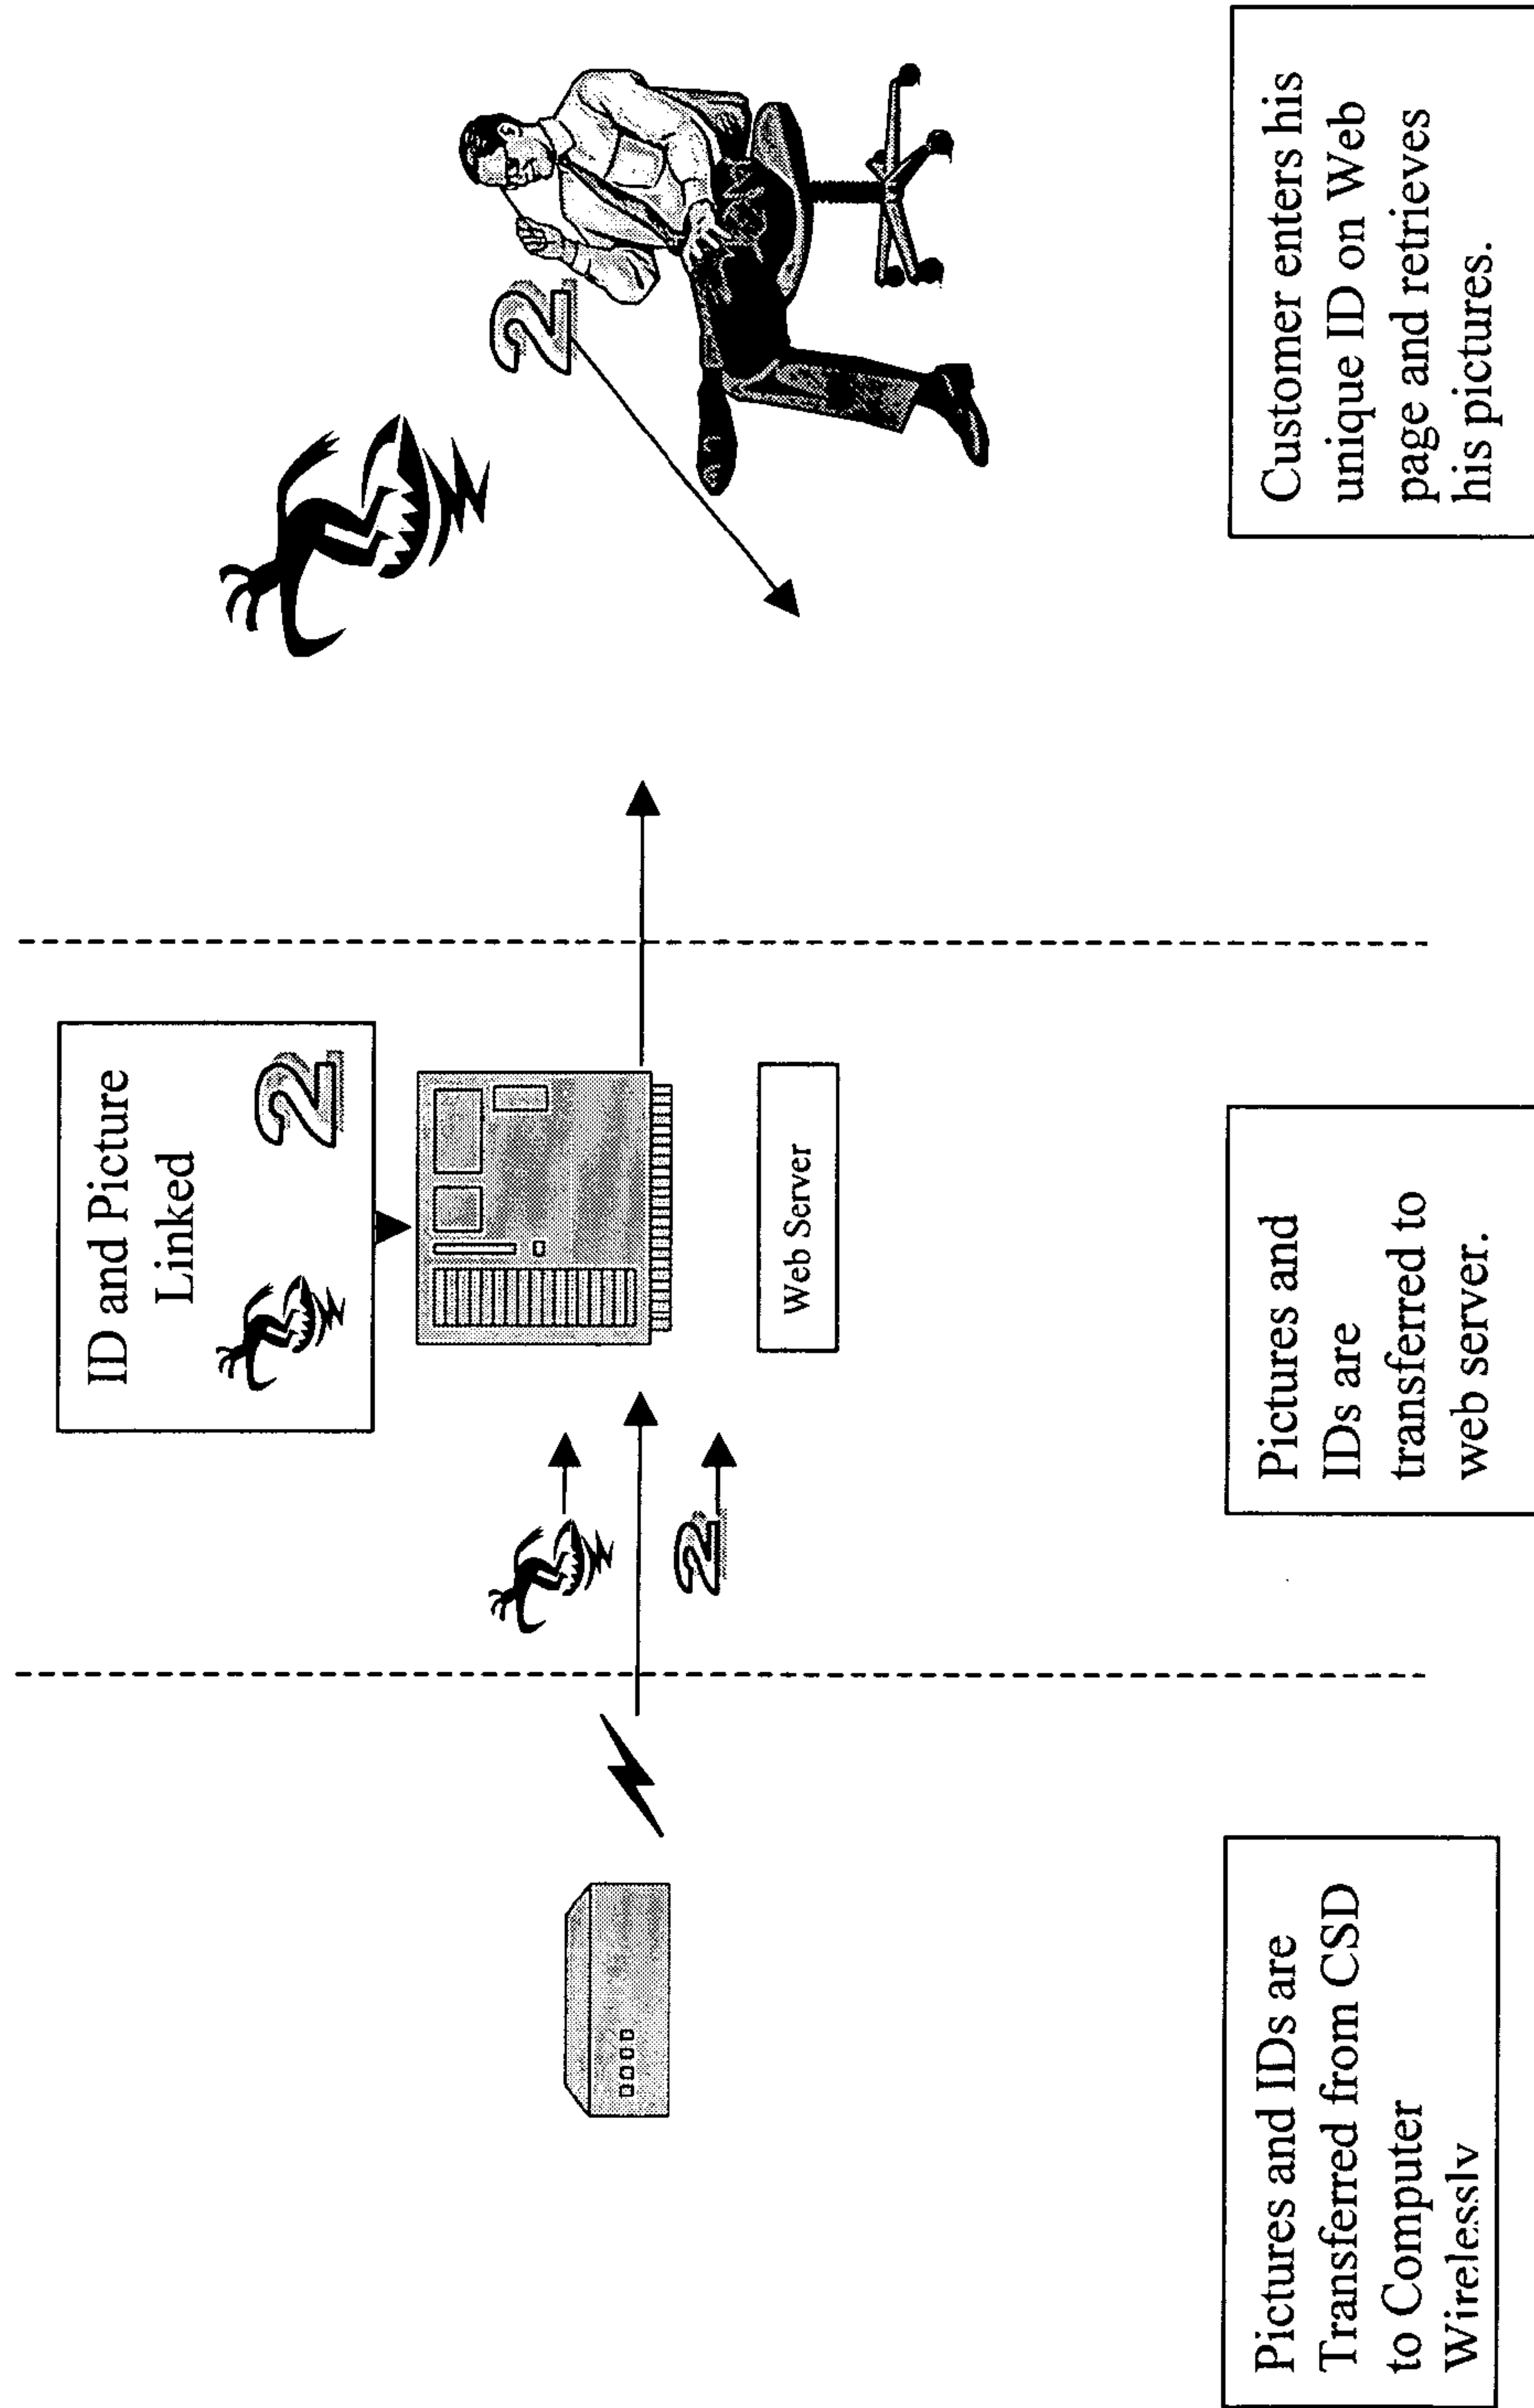 ID and Picture
Linked
2
2
2
Web Server
Pictures and IDs are
Transferred from CSD
to Computer
Wirelessly
Pictures and
IDs are
transferred to
web server.
Customer enters his
unique ID on Web
page and retrieves
his pictures.